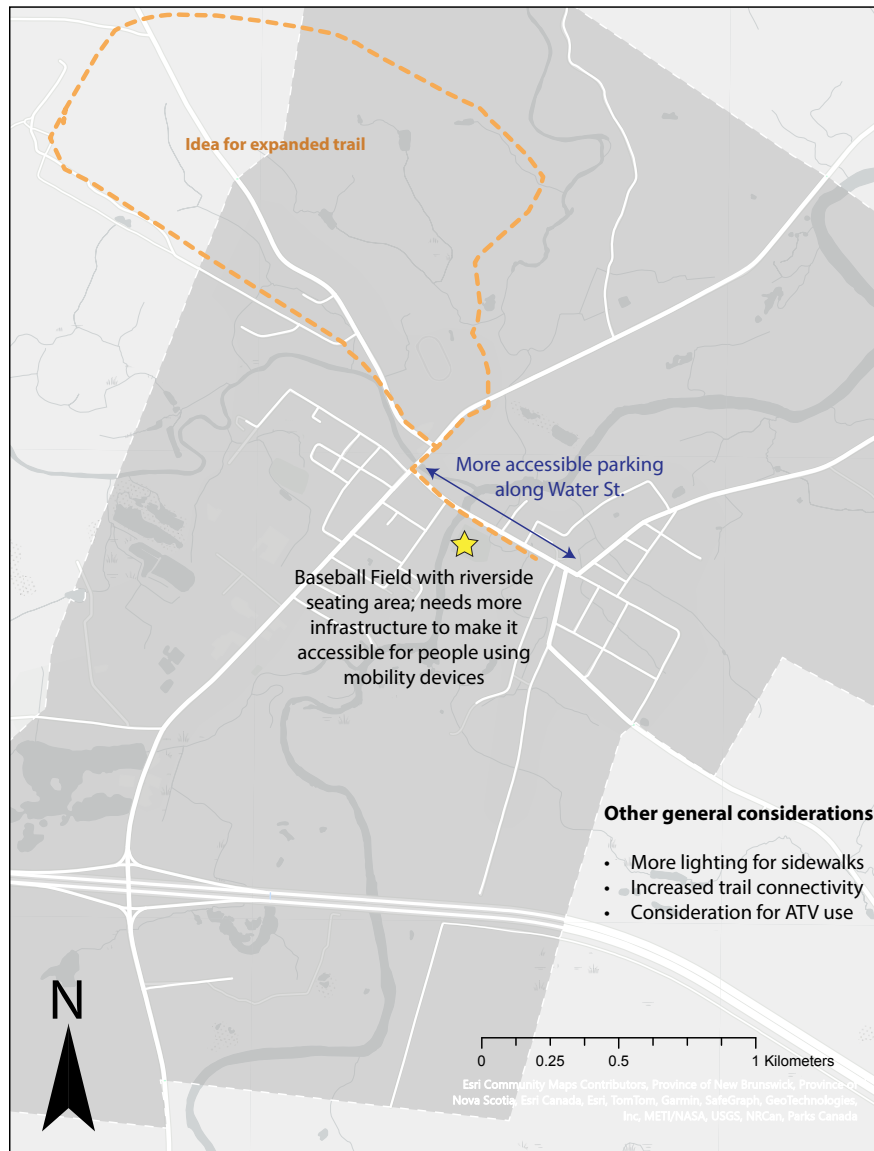 Idea for expanded trail
More accessible parking
along Water St.
Baseball Field with riverside
seating area; needs more
infrastructure to make it
accessible for people using
mobility devices
Other general considerations
• More lighting for sidewalks
• Increased trail connectivity
• Consideration for ATV use
N
0 0.25 0.5 1 Kilometers
Esri Community Maps Contributors, Province of New Brunswick, Province of
Nova Scotia, Esri Canada, Esri, TomTom, Garmin, SafeGraph, GeoTechnologies,
Inc, METI/NASA, USGS, NRCan, Parks Canada